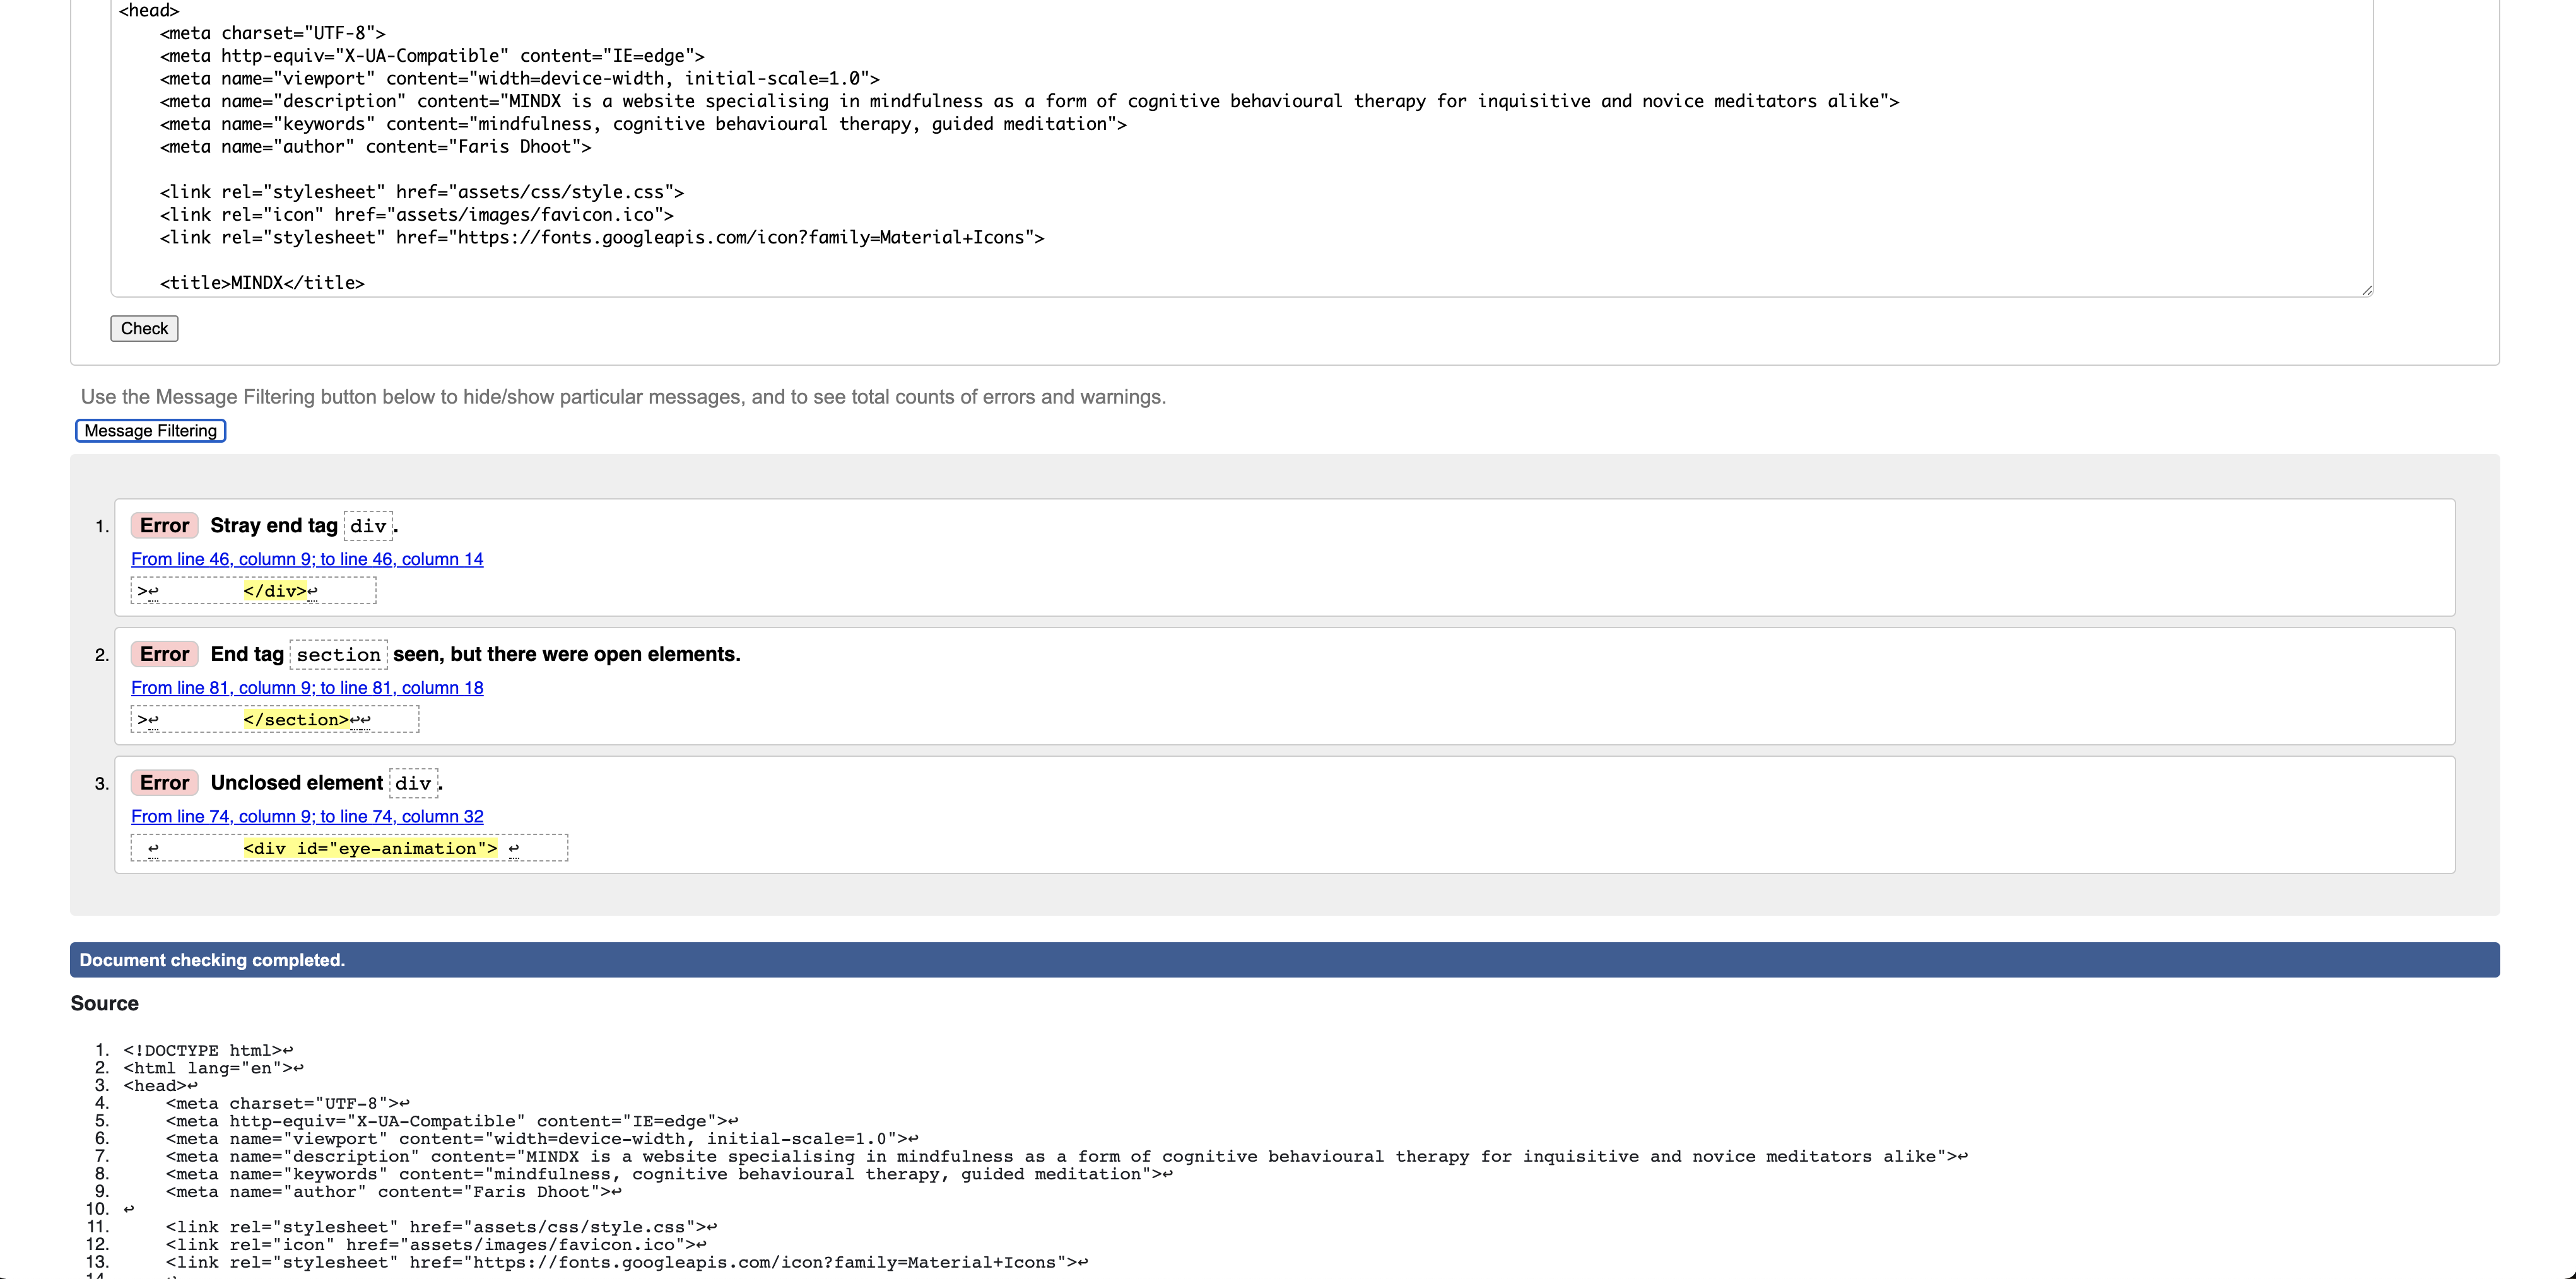 <head>
    <meta charset="UTF-8">
    <meta http-equiv="X-UA-Compatible" content="IE=edge">
    <meta name="viewport" content="width=device-width, initial-scale=1.0">
    <meta name="description" content="MINDX is a website specialising in mindfulness as a form of cognitive behavioural therapy for inquisitive and novice meditators alike">
    <meta name="keywords" content="mindfulness, cognitive behavioural therapy, guided meditation">
    <meta name="author" content="Faris Dhoot">
    <link rel="stylesheet" href="assets/css/style.css">
    <link rel="icon" href="assets/images/favicon.ico">
    <link rel="stylesheet" href="https://fonts.googleapis.com/icon?family=Material+Icons">
    <title>MINDX</title>
Check
Use the Message Filtering button below to hide/show particular messages, and to see total counts of errors and warnings.
Message Filtering
1. Error Stray end tag div.
From line 46, column 9; to line 46, column 14
>↩        </div>↩
2. Error End tag section seen, but there were open elements.
From line 81, column 9; to line 81, column 18
>↩        </section>↩↩
3. Error Unclosed element div.
From line 74, column 9; to line 74, column 32
↩        <div id="eye-animation"> ↩
Document checking completed.
Source
1. <!DOCTYPE html>↩
2. <html lang="en">↩
3. <head>↩
4.     <meta charset="UTF-8">↩
5.     <meta http-equiv="X-UA-Compatible" content="IE=edge">↩
6.     <meta name="viewport" content="width=device-width, initial-scale=1.0">↩
7.     <meta name="description" content="MINDX is a website specialising in mindfulness as a form of cognitive behavioural therapy for inquisitive and novice meditators alike">↩
8.     <meta name="keywords" content="mindfulness, cognitive behavioural therapy, guided meditation">↩
9.     <meta name="author" content="Faris Dhoot">↩
10. ↩
11.     <link rel="stylesheet" href="assets/css/style.css">↩
12.     <link rel="icon" href="assets/images/favicon.ico">↩
13.     <link rel="stylesheet" href="https://fonts.googleapis.com/icon?family=Material+Icons">↩